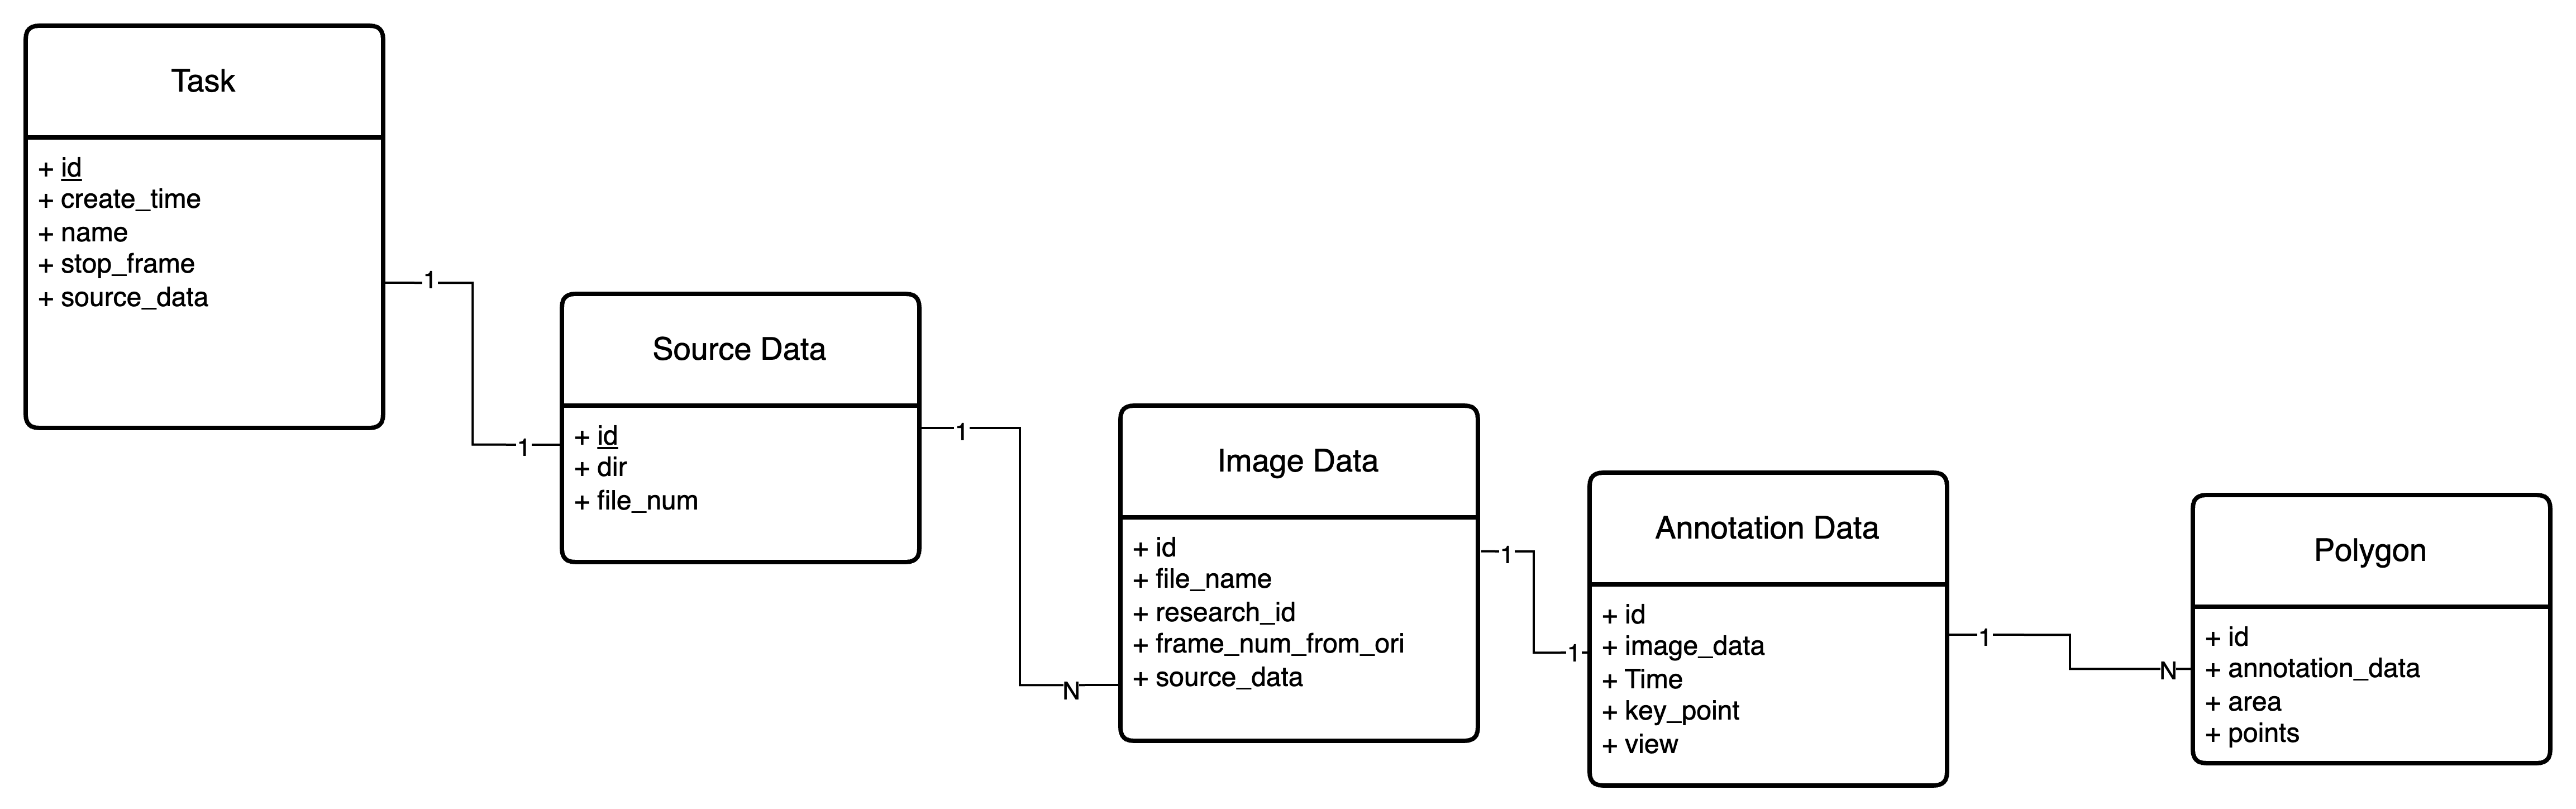 Task
+ id
+ create_time
+ name
+ stop_frame
+ source_data
1
1
Source Data
+ id
+ dir
+ file_num
1
N
Image Data
+ id
+ file_name
+ research_id
+ frame_num_from_ori
+ source_data
1
1
Annotation Data
+ id
+ image_data
+ Time
+ key_point
+ view
1
N
Polygon
+ id
+ annotation_data
+ area
+ points